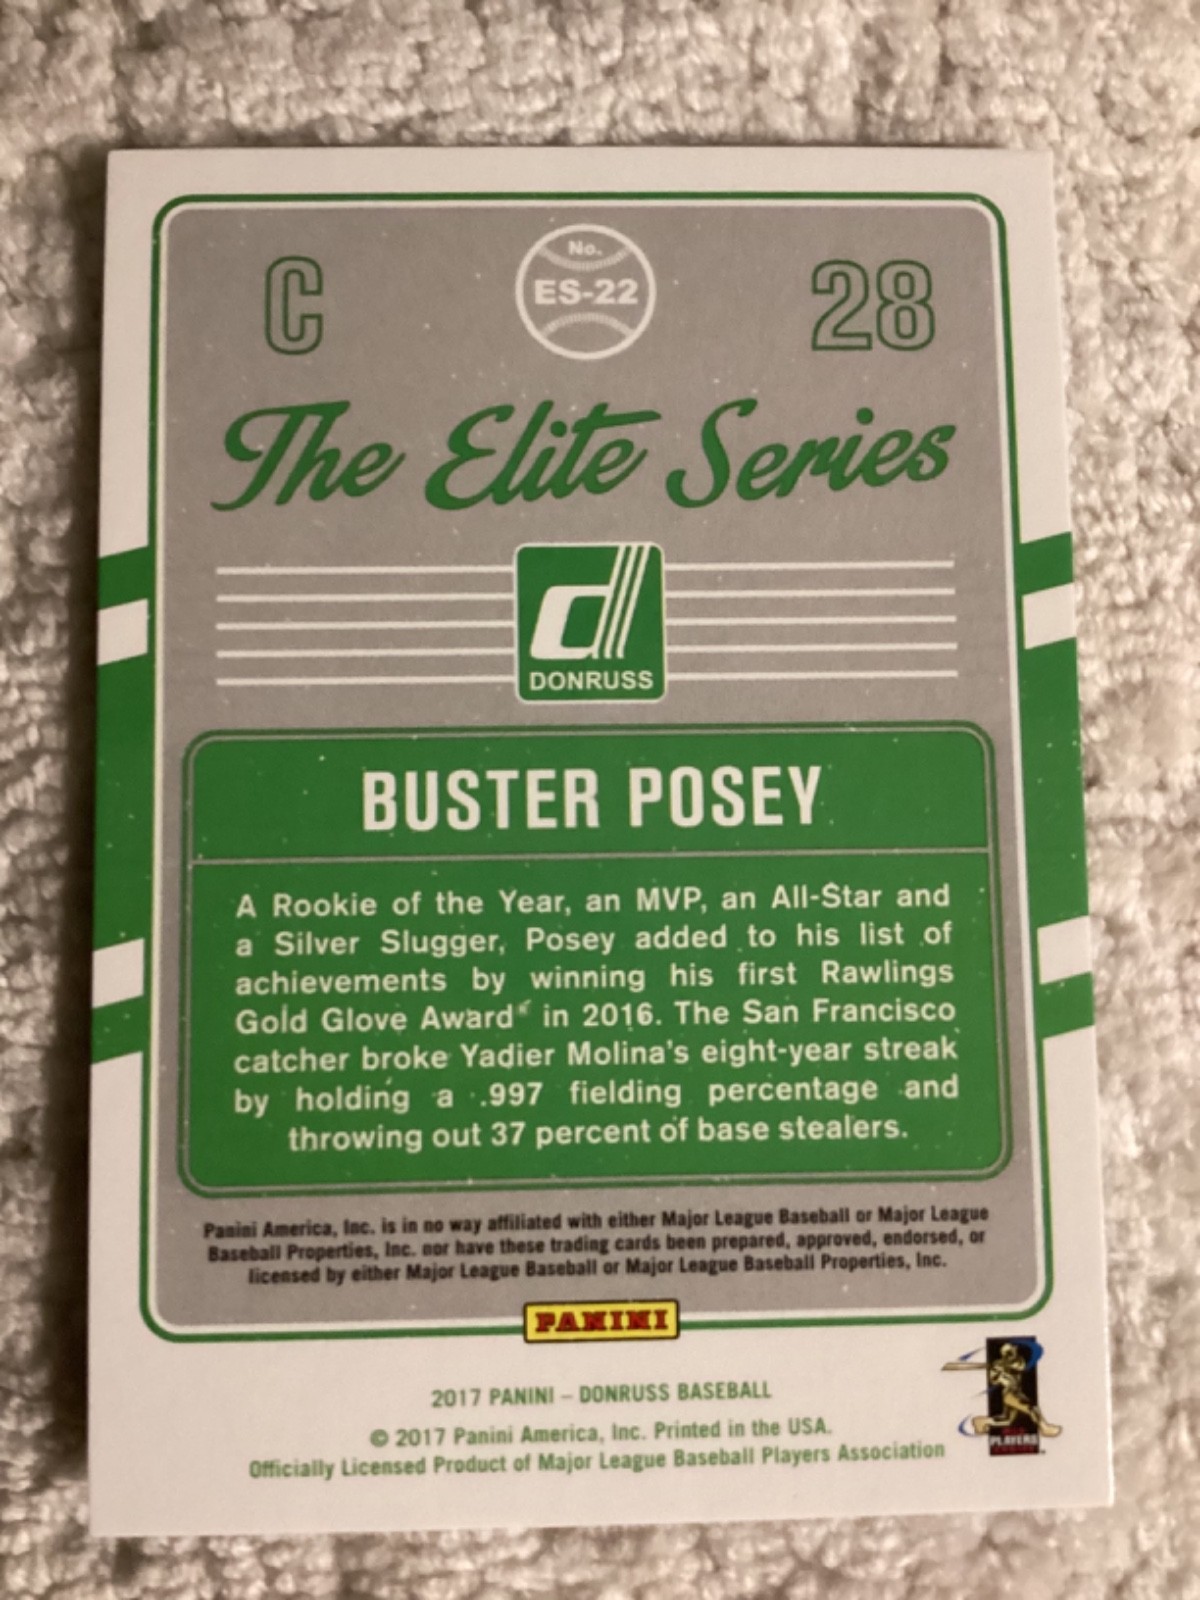 No.
C ES-22 28
The Elite Series
d
DONRUSS
BUSTER POSEY
A Rookie of the Year, an MVP, an All-Star and
a Silver Slugger, Posey added to his list of
achievements by winning his first Rawlings
Gold Glove Award® in 2016. The San Francisco
catcher broke Yadier Molina's eight-year streak
by holding a .997 fielding percentage and
throwing out 37 percent of base stealers.
Panini America, Inc. is in no way affiliated with either Major League Baseball or Major League
Baseball Properties, Inc. nor have these trading cards been prepared, approved, endorsed, or
licensed by either Major League Baseball or Major League Baseball Properties, Inc.
PANINI
2017 PANINI – DONRUSS BASEBALL
© 2017 Panini America, Inc. Printed in the USA.
Officially Licensed Product of Major League Baseball Players Association
PLAYERS